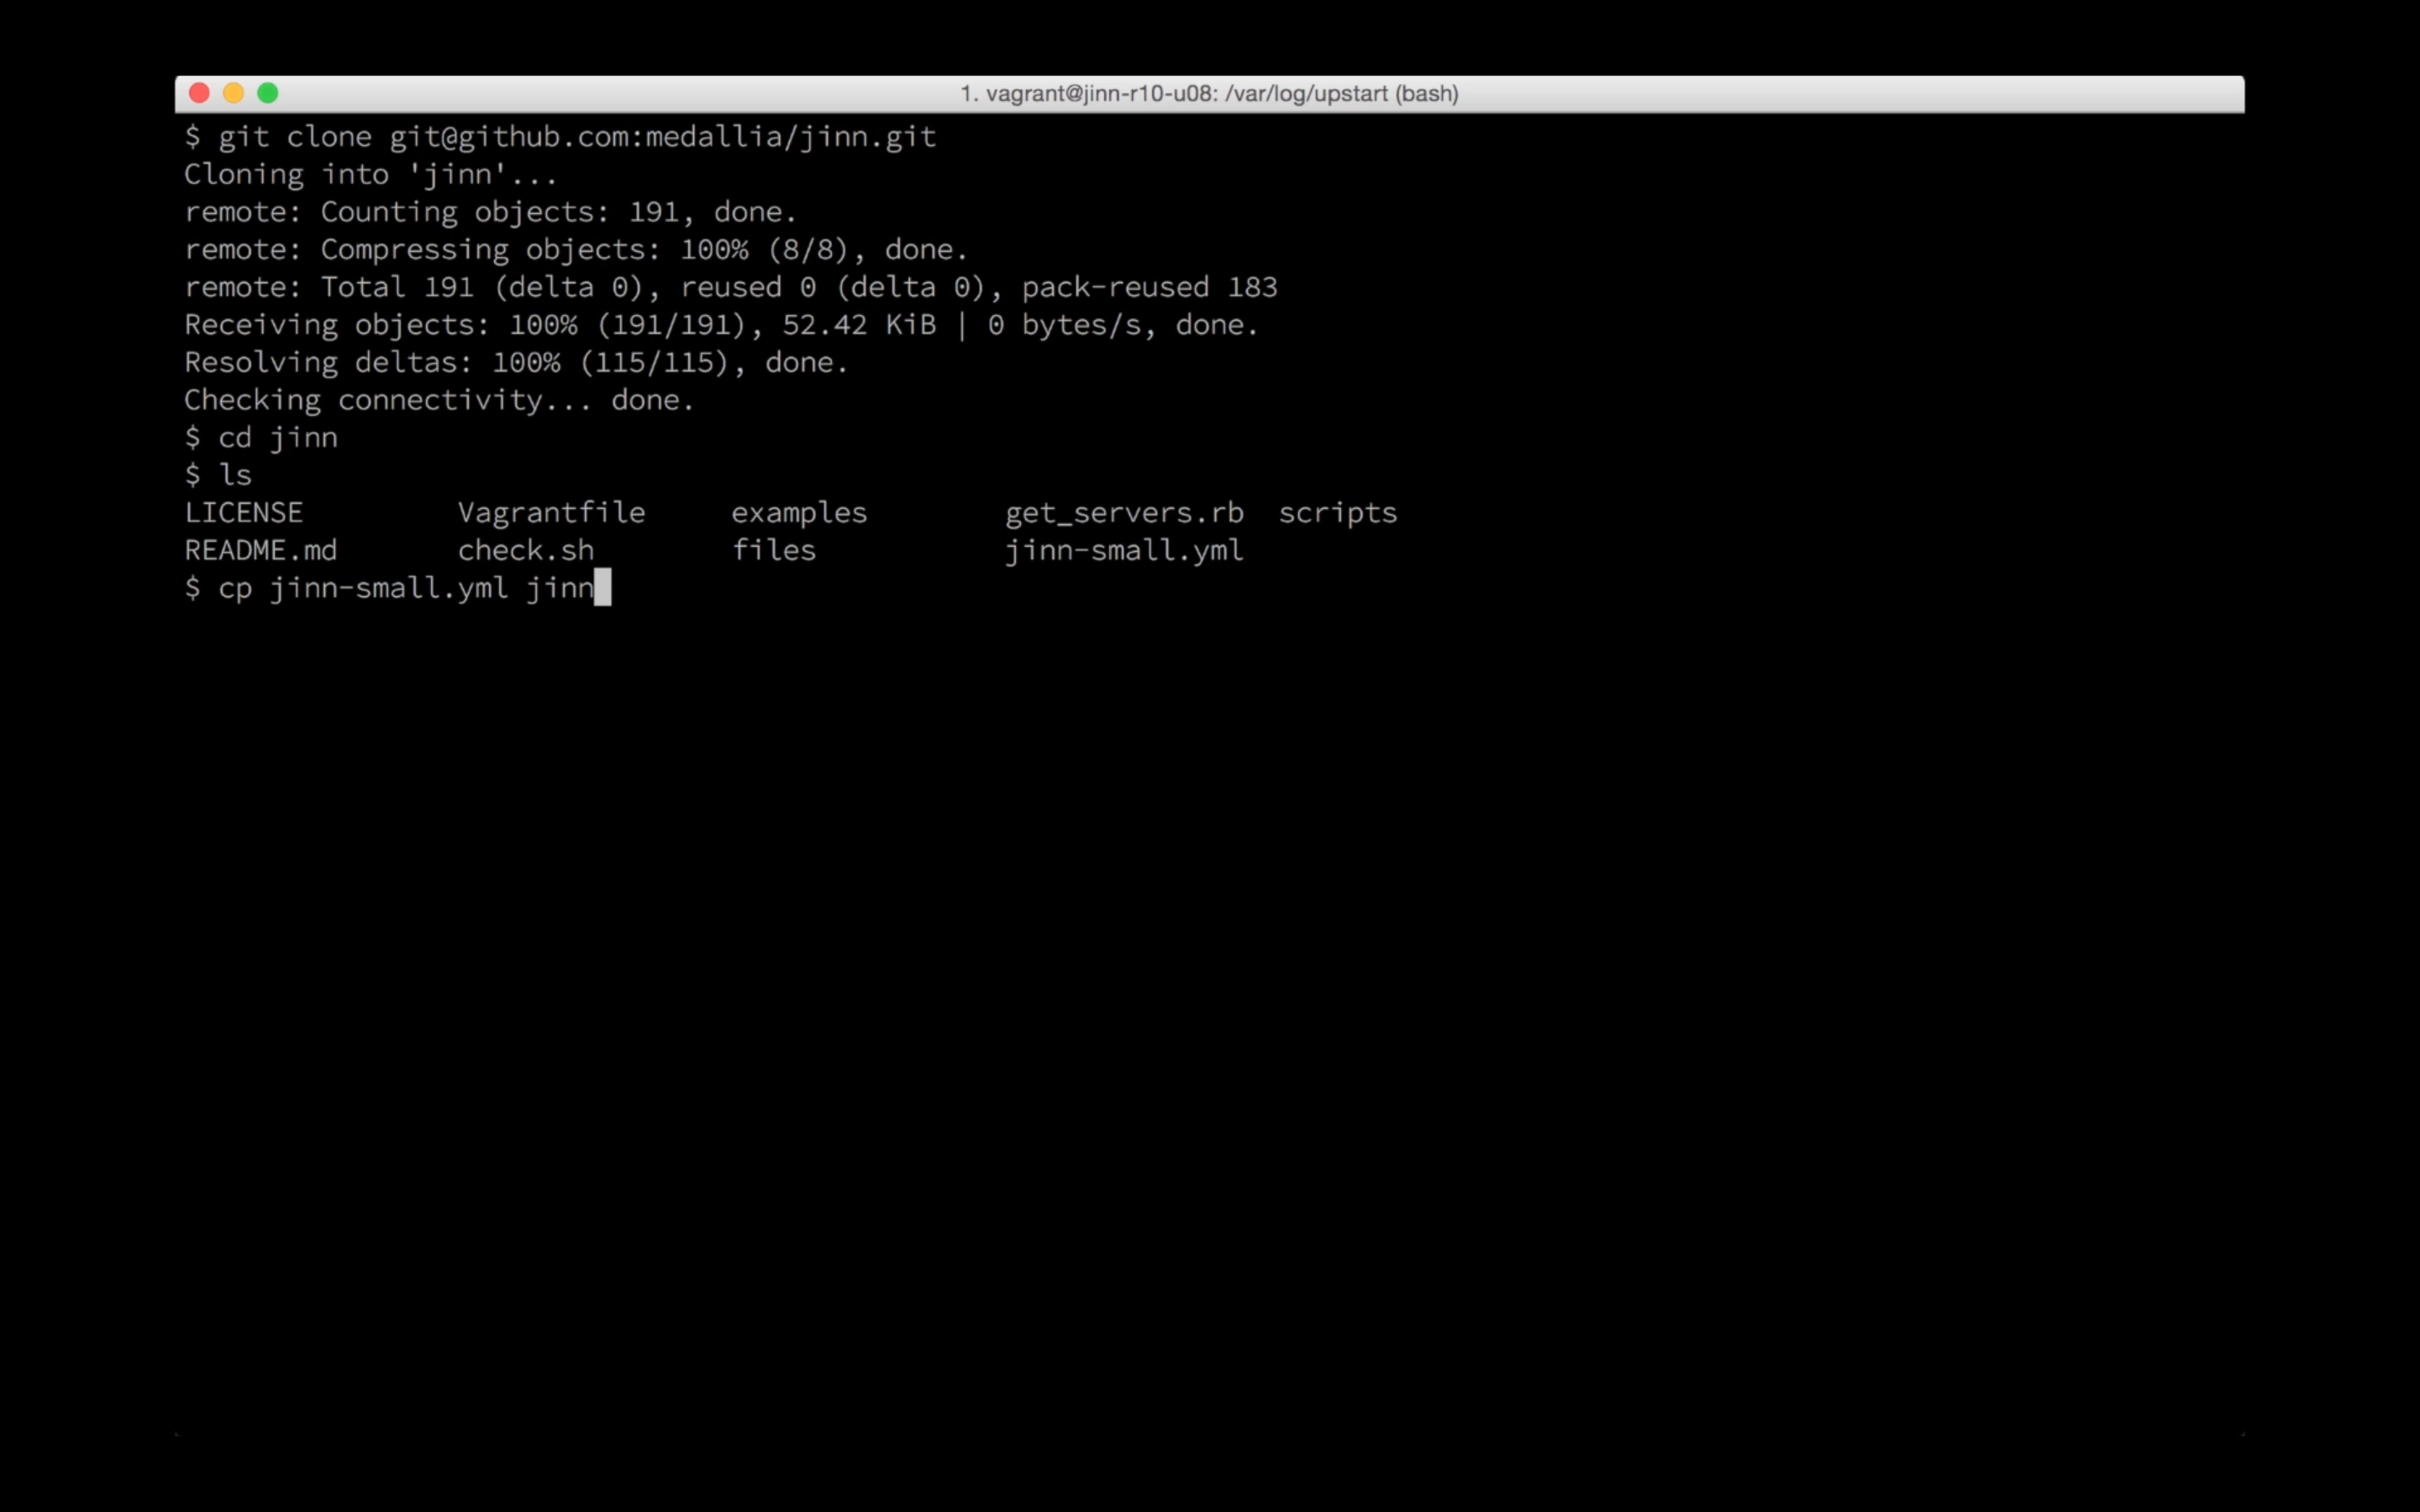 1. vagrant@jinn-r10-u08: /var/log/upstart (bash)
$ git clone git@github.com:medallia/jinn.git
Cloning into 'jinn'...
remote: Counting objects: 191, done.
remote: Compressing objects: 100% (8/8), done.
remote: Total 191 (delta 0), reused 0 (delta 0), pack-reused 183
Receiving objects: 100% (191/191), 52.42 KiB | 0 bytes/s, done.
Resolving deltas: 100% (115/115), done.
Checking connectivity... done.
$ cd jinn
$ ls
LICENSE         Vagrantfile     examples        get_servers.rb  scripts
README.md       check.sh        files           jinn-small.yml
$ cp jinn-small.yml jinn